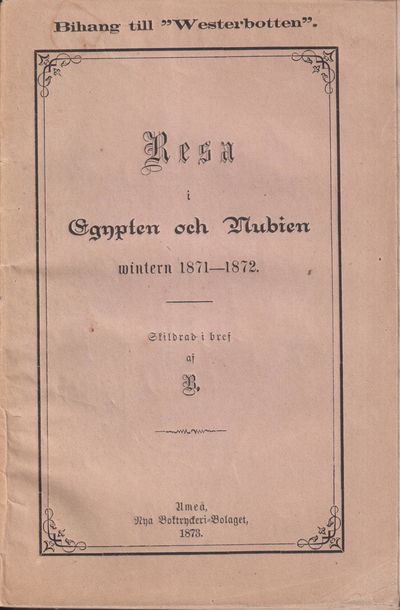 Bihang till ”Westerbotten”.
Resa
i
Egypten och Nubien
wintern 1871—1872.
Skildrad i bref
af
B.
Umeå,
Nya Boktryckeri-Bolaget,
1873.